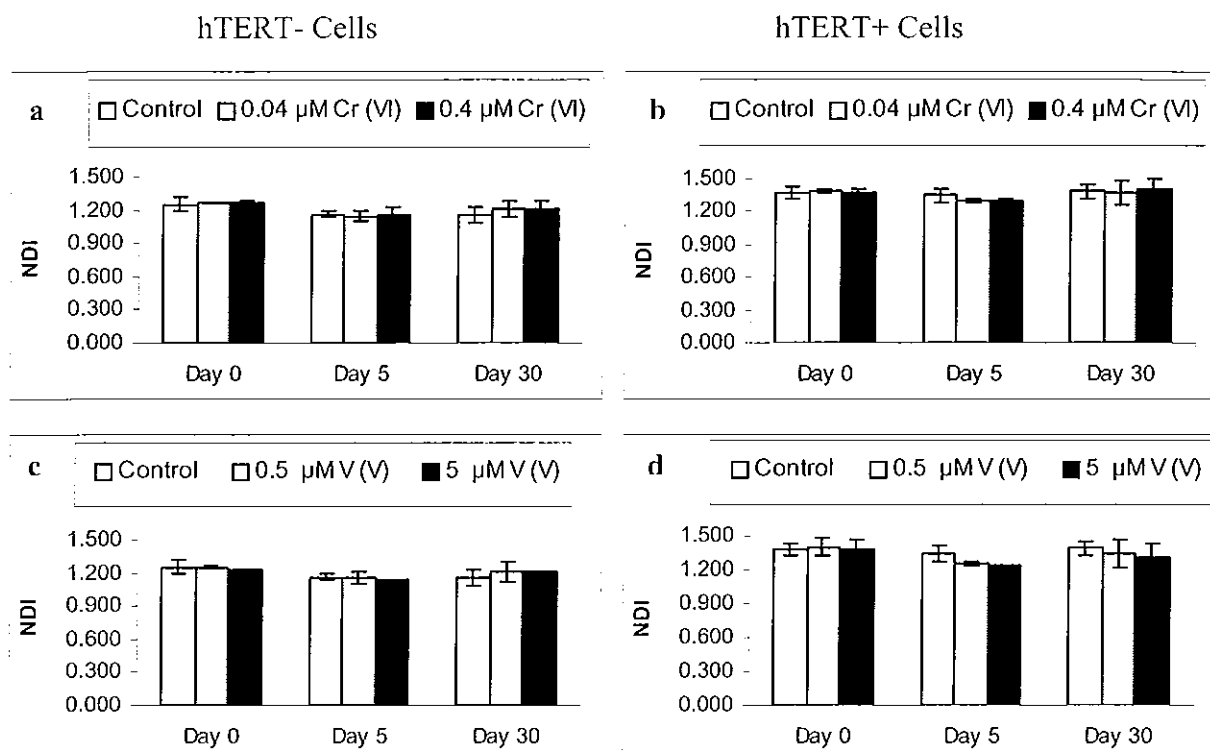 hTERT- Cells
hTERT+ Cells
a
Control 0.04 µM Cr (VI) 0.4 µM Cr (VI)
1.500
1.200
0.900
0.600
0.300
0.000
NDI
Day 0 Day 5 Day 30
b
Control 0.04 µM Cr (VI) 0.4 µM Cr (VI)
1.500
1.200
0.900
0.600
0.300
0.000
NDI
Day 0 Day 5 Day 30
c
Control 0.5 µM V (V) 5 µM V (V)
1.500
1.200
0.900
0.600
0.300
0.000
NDI
Day 0 Day 5 Day 30
d
Control 0.5 µM V (V) 5 µM V (V)
1.500
1.200
0.900
0.600
0.300
0.000
NDI
Day 0 Day 5 Day 30